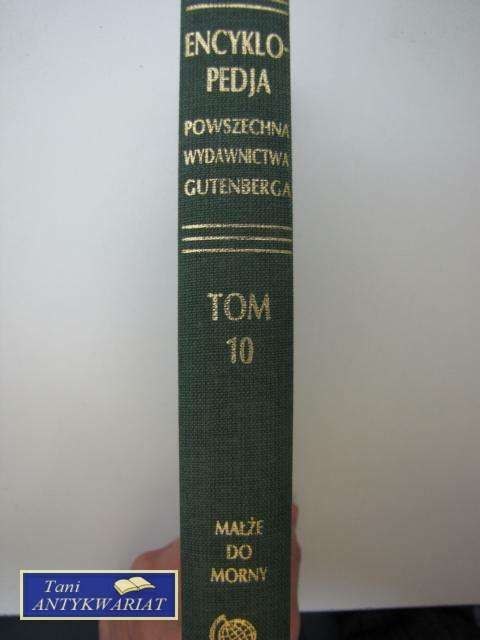 ENCYKLO-
PEDJA
POWSZECHNA
WYDAWNICTWA
GUTENBERGA
TOM
10
MAŁŻE
DO
MORNY
Tani
ANTYKWARIAT